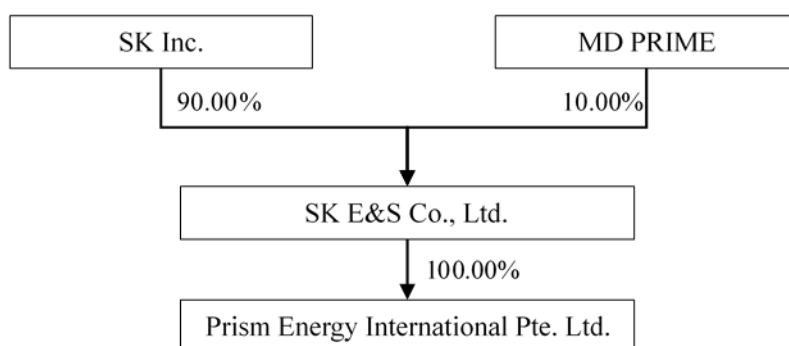 SK Inc.
MD PRIME
90.00%
10.00%
SK E&S Co., Ltd.
100.00%
Prism Energy International Pte. Ltd.